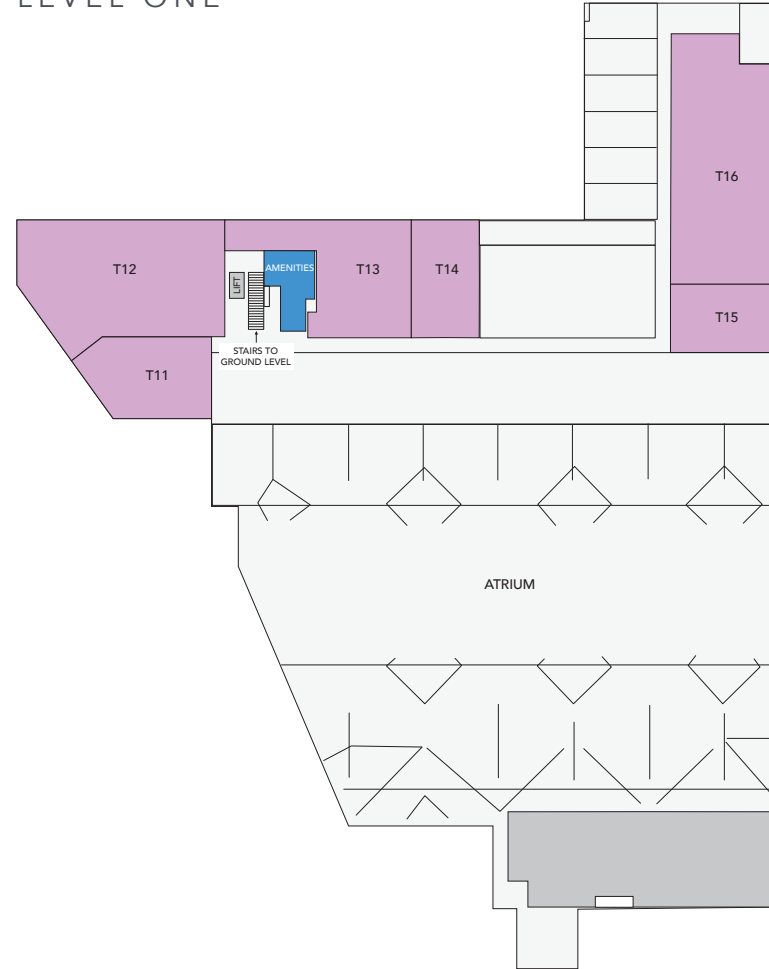 LEVEL ONE
T16
T12
AMENITIES
T13
T14
LIFT
T15
STAIRS TO
GROUND LEVEL
T11
ATRIUM